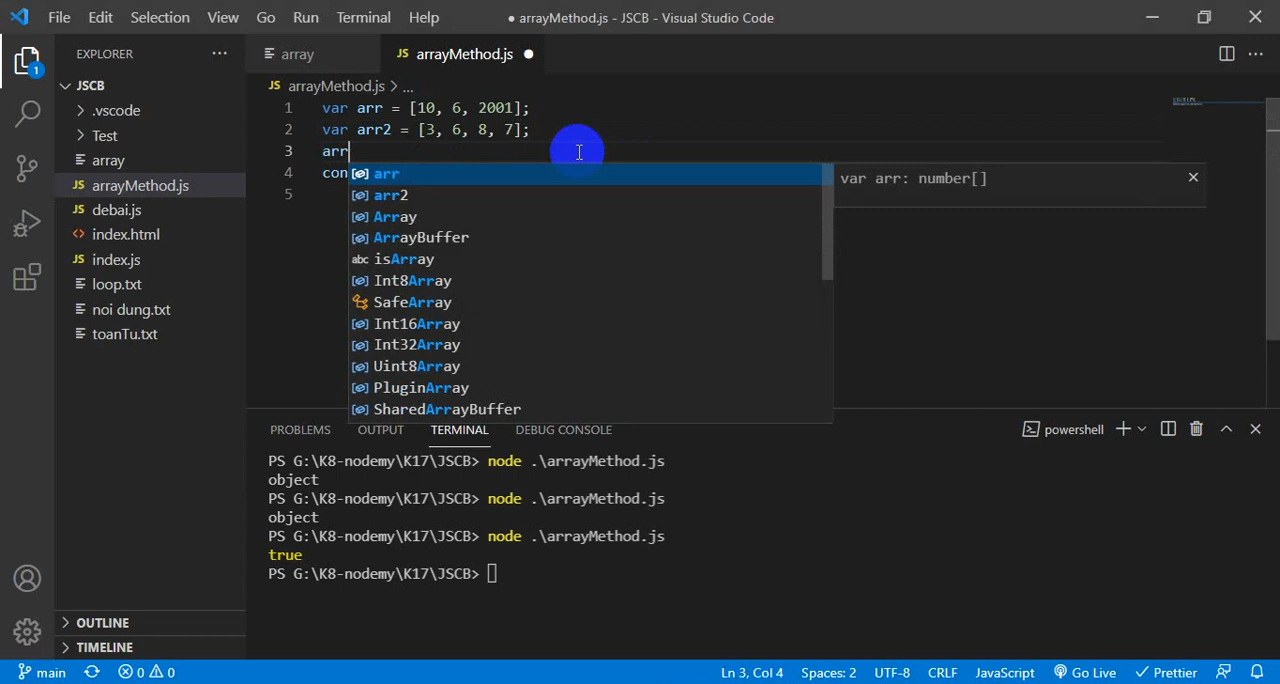 File Edit Selection View Go Run Terminal Help ● arrayMethod.js - JSCB - Visual Studio Code
EXPLORER ···
array
JS arrayMethod.js ●
JSCB
.vscode
Test
array
JS arrayMethod.js
JS debai.js
<> index.html
JS index.js
loop.txt
noi dung.txt
toanTu.txt
OUTLINE
TIMELINE
1
JS arrayMethod.js > ...
1 var arr = [10, 6, 2001];
2 var arr2 = [3, 6, 8, 7];
3 arr
4 con
5
arr
arr2
Array
ArrayBuffer
abc isArray
Int8Array
SafeArray
Int16Array
Int32Array
Uint8Array
PluginArray
SharedArrayBuffer
var arr: number[]
PROBLEMS OUTPUT TERMINAL DEBUG CONSOLE powershell
PS G:\K8-nodemy\K17\JSCB> node .\arrayMethod.js
object
PS G:\K8-nodemy\K17\JSCB> node .\arrayMethod.js
object
PS G:\K8-nodemy\K17\JSCB> node .\arrayMethod.js
true
PS G:\K8-nodemy\K17\JSCB>
main 0 0 Ln 3, Col 4 Spaces: 2 UTF-8 CRLF JavaScript Go Live Prettier